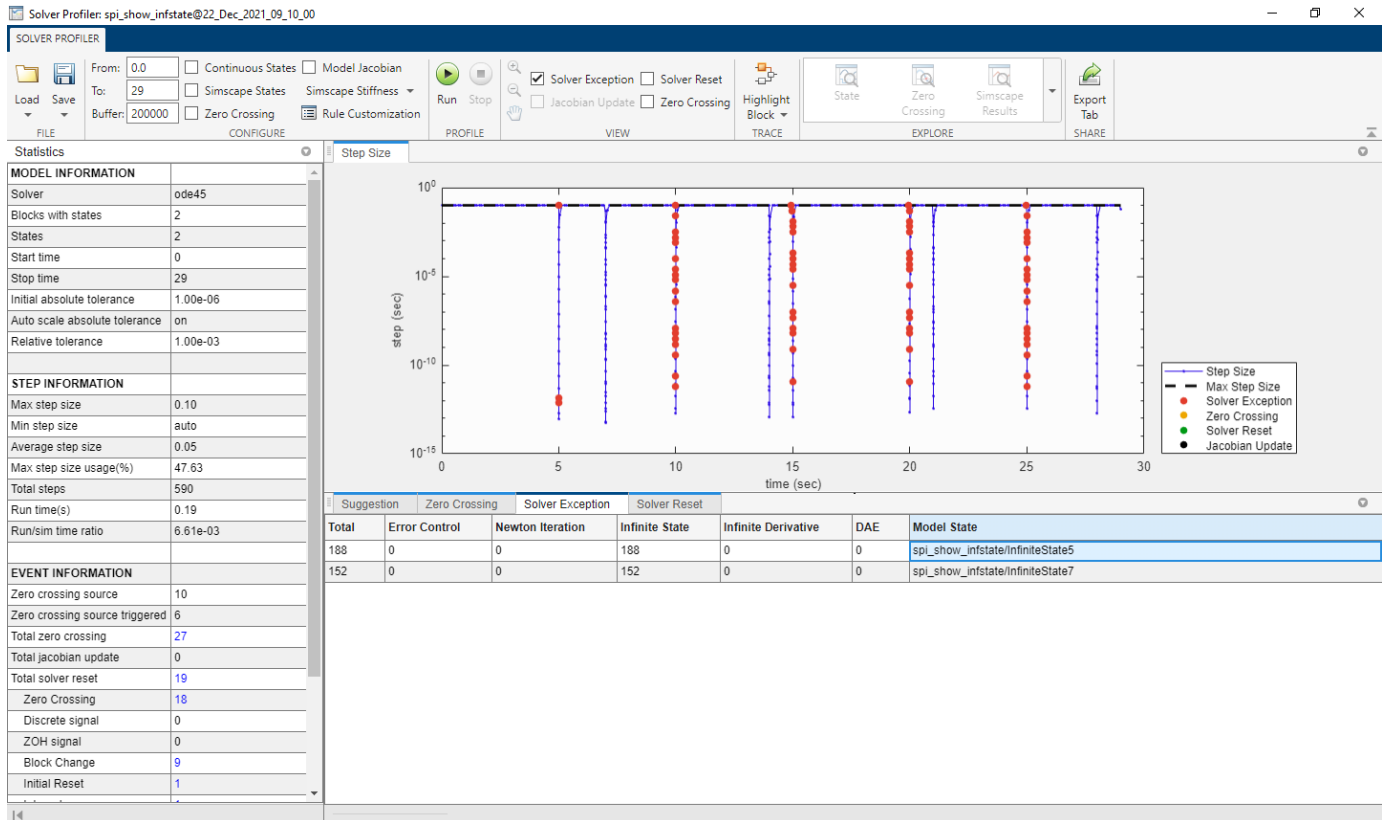 Solver Profiler: spi_show_infstate@22_Dec_2021_09_10_00
SOLVER PROFILER
Load
Save
From: 0.0
To: 29
Buffer: 200000
Continuous States
Simscape States
Zero Crossing
Model Jacobian
Simscape Stiffness
Rule Customization
Run
Stop
Solver Exception
Jacobian Update
Solver Reset
Zero Crossing
Highlight
Block
State
Zero
Crossing
Simscape
Results
Export
Tab
FILE CONFIGURE PROFILE VIEW TRACE EXPLORE SHARE
Statistics
MODEL INFORMATION
Solver ode45
Blocks with states 2
States 2
Start time 0
Stop time 29
Initial absolute tolerance 1.00e-06
Auto scale absolute tolerance on
Relative tolerance 1.00e-03
STEP INFORMATION
Max step size 0.10
Min step size auto
Average step size 0.05
Max step size usage(%) 47.63
Total steps 590
Run time(s) 0.19
Run/sim time ratio 6.61e-03
EVENT INFORMATION
Zero crossing source 10
Zero crossing source triggered 6
Total zero crossing 27
Total jacobian update 0
Total solver reset 19
Zero Crossing 18
Discrete signal 0
ZOH signal 0
Block Change 9
Initial Reset 1
Step Size
10^0
10^-5
10^-10
10^-15
step (sec)
0 5 10 15 20 25 30
time (sec)
Step Size
Max Step Size
Solver Exception
Zero Crossing
Solver Reset
Jacobian Update
Suggestion Zero Crossing Solver Exception Solver Reset
Total Error Control Newton Iteration Infinite State Infinite Derivative DAE Model State
188 0 0 188 0 0 spi_show_infstate/InfiniteState5
152 0 0 152 0 0 spi_show_infstate/InfiniteState7